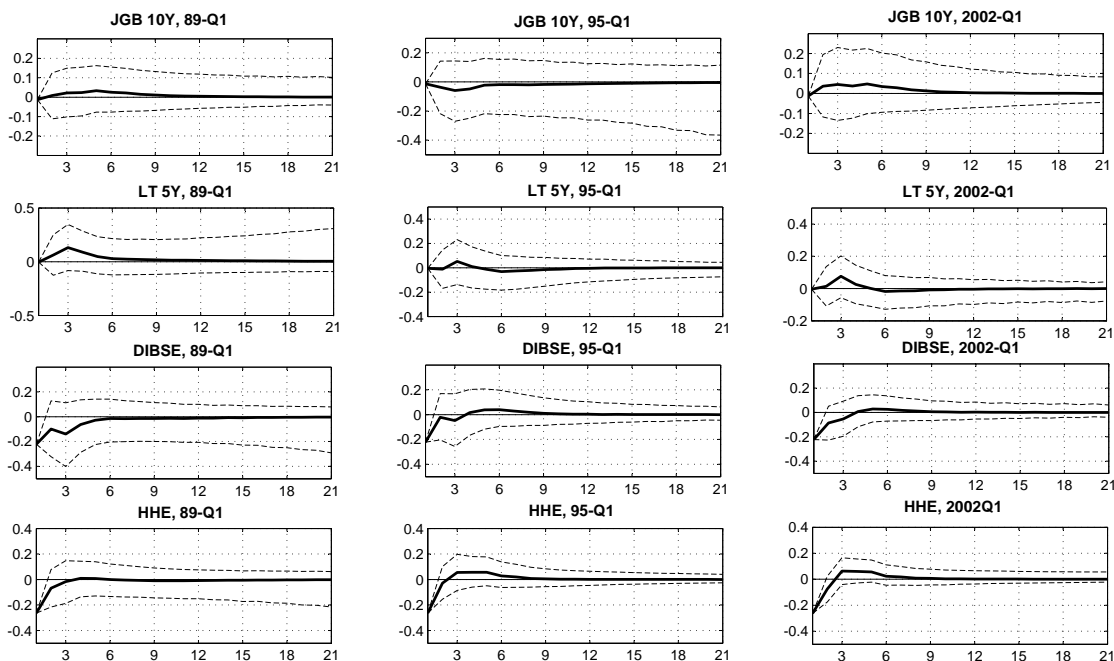 JGB 10Y, 89-Q1
0.2
0.1
0
-0.1
-0.2
3 6 9 12 15 18 21
JGB 10Y, 95-Q1
0.2
0
-0.2
-0.4
3 6 9 12 15 18 21
JGB 10Y, 2002-Q1
0.2
0.1
0
-0.1
-0.2
3 6 9 12 15 18 21
LT 5Y, 89-Q1
0.5
0
-0.5
3 6 9 12 15 18 21
LT 5Y, 95-Q1
0.4
0.2
0
-0.2
-0.4
3 6 9 12 15 18 21
LT 5Y, 2002-Q1
0.4
0.2
0
-0.2
3 6 9 12 15 18 21
DIBSE, 89-Q1
0.2
0
-0.2
-0.4
3 6 9 12 15 18 21
DIBSE, 95-Q1
0.4
0.2
0
-0.2
-0.4
3 6 9 12 15 18 21
DIBSE, 2002-Q1
0.4
0.2
0
-0.2
-0.4
3 6 9 12 15 18 21
HHE, 89-Q1
0.4
0.2
0
-0.2
-0.4
3 6 9 12 15 18 21
HHE, 95-Q1
0.4
0.2
0
-0.2
-0.4
3 6 9 12 15 18 21
HHE, 2002Q1
0.4
0.2
0
-0.2
-0.4
3 6 9 12 15 18 21